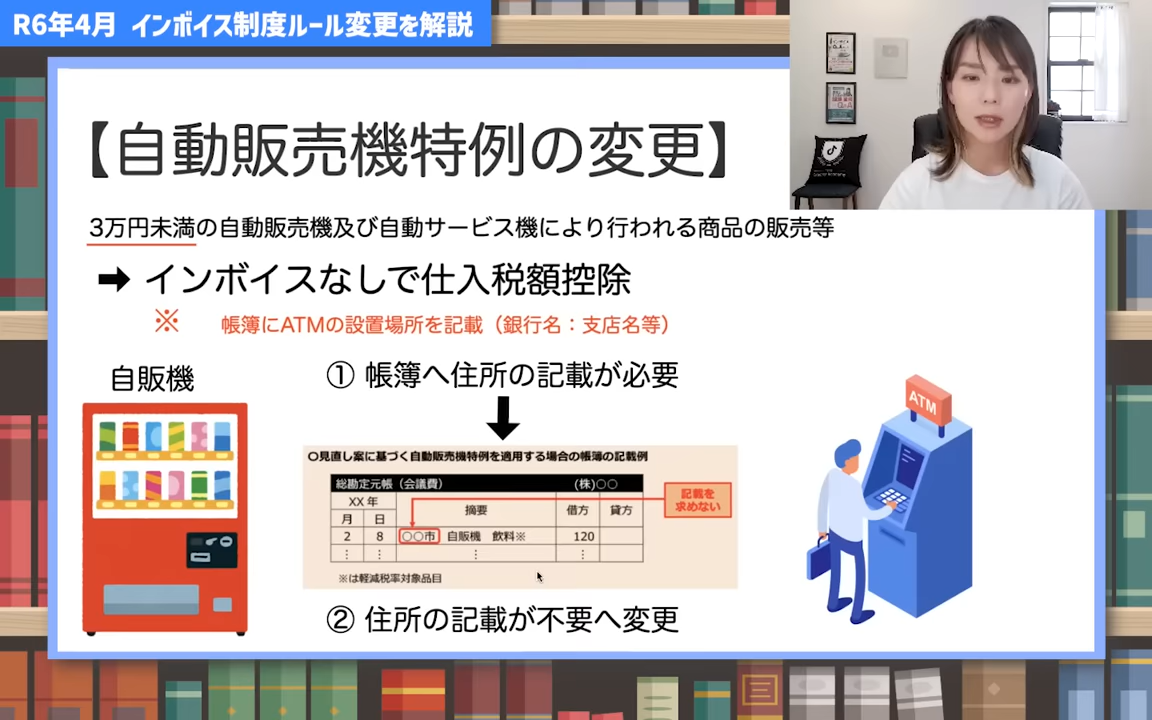 R6年4月 インボイス制度ルール変更を解説
【自動販売機特例の変更】
3万円未満の自動販売機及び自動サービス機により行われる商品の販売等
➡ インボイスなしで仕入税額控除
※ 帳簿にATMの設置場所を記載（銀行名：支店名等）
自販機
① 帳簿へ住所の記載が必要
ATM
〇見直し案に基づく自動販売機特例を適用する場合の帳簿の記載例
総勘定元帳（会議費） (株)〇〇
XX 年 摘要 借方 貸方
月 日
記載を
求めない
2 8 〇〇市 自販機 飲料※ 120
⋮ ⋮ ⋮ ⋮
※は軽減税率対象品目
② 住所の記載が不要へ変更